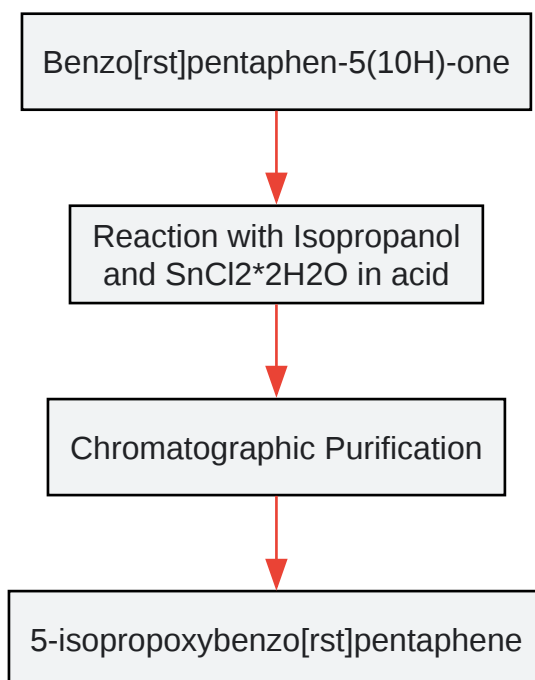 Benzo[rst]pentaphen-5(10H)-one
Reaction with Isopropanol
and SnCl2*2H2O in acid
Chromatographic Purification
5-isopropoxybenzo[rst]pentaphene